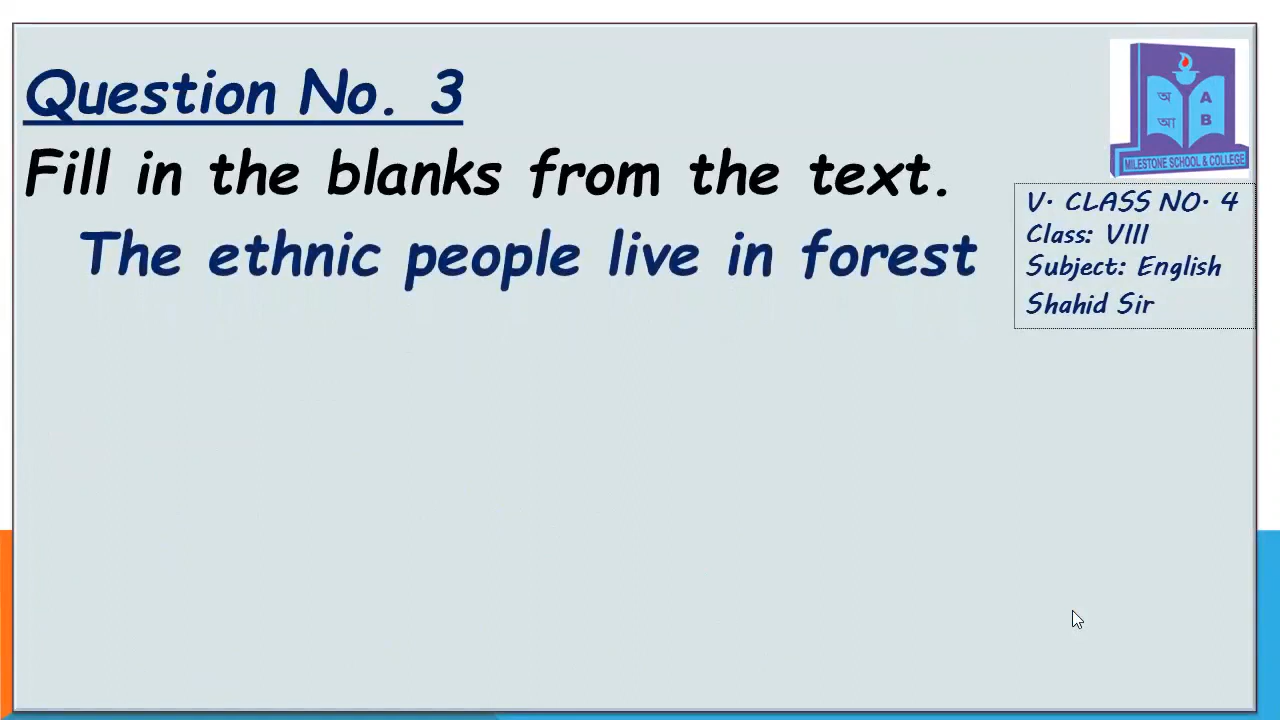 Question No. 3
Fill in the blanks from the text.
The ethnic people live in forest
অ A
আ B
MILESTONE SCHOOL & COLLEGE
V. CLASS NO. 4
Class: VIII
Subject: English
Shahid Sir